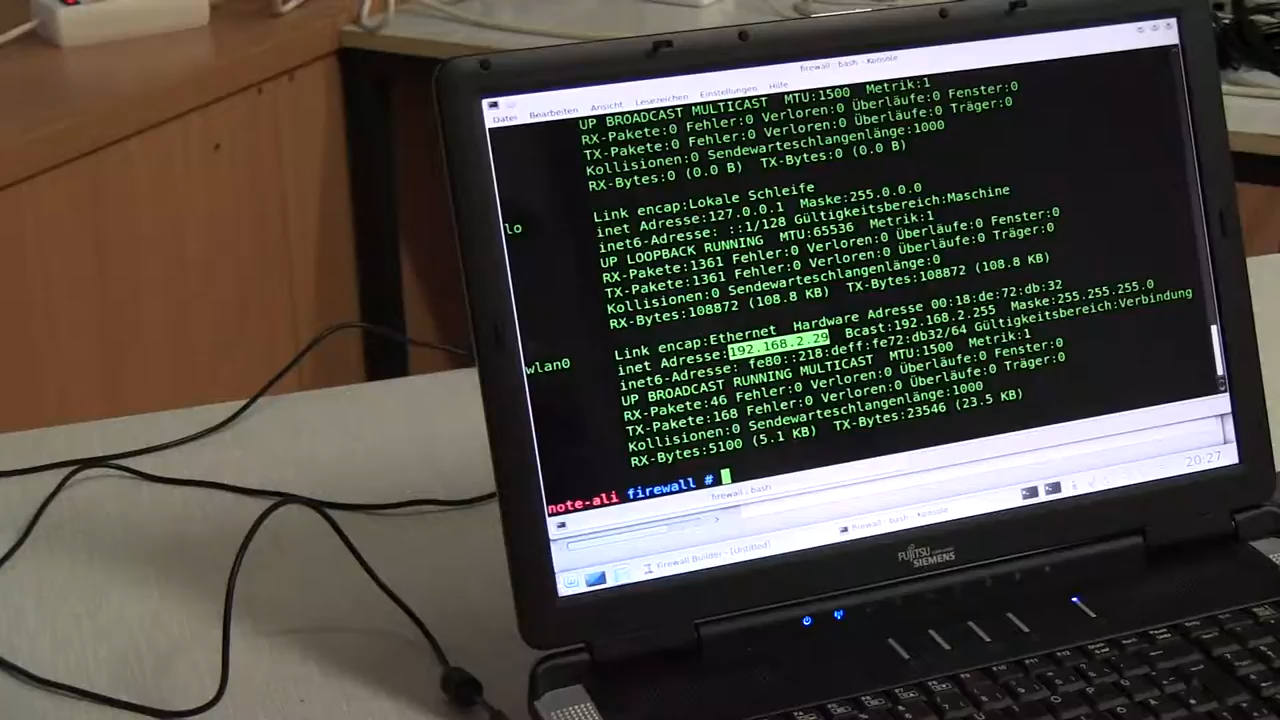 firewall : bash - Konsole
Datei Bearbeiten Ansicht Lesezeichen Einstellungen Hilfe
UP BROADCAST MULTICAST MTU:1500 Metrik:1
RX-Pakete:0 Fehler:0 Verloren:0 Überläufe:0 Fenster:0
TX-Pakete:0 Fehler:0 Verloren:0 Überläufe:0 Träger:0
Kollisionen:0 Sendewarteschlangenlänge:1000
RX-Bytes:0 (0.0 B) TX-Bytes:0 (0.0 B)
lo Link encap:Lokale Schleife
inet Adresse:127.0.0.1 Maske:255.0.0.0
inet6-Adresse: ::1/128 Gültigkeitsbereich:Maschine
UP LOOPBACK RUNNING MTU:65536 Metrik:1
RX-Pakete:1361 Fehler:0 Verloren:0 Überläufe:0 Fenster:0
TX-Pakete:1361 Fehler:0 Verloren:0 Überläufe:0 Träger:0
Kollisionen:0 Sendewarteschlangenlänge:0
RX-Bytes:108872 (108.8 KB) TX-Bytes:108872 (108.8 KB)
wlan0 Link encap:Ethernet Hardware Adresse 00:18:de:72:db:32
inet Adresse:192.168.2.29 Bcast:192.168.2.255 Maske:255.255.255.0
inet6-Adresse: fe80::218:deff:fe72:db32/64 Gültigkeitsbereich:Verbindung
UP BROADCAST RUNNING MULTICAST MTU:1500 Metrik:1
RX-Pakete:46 Fehler:0 Verloren:0 Überläufe:0 Fenster:0
TX-Pakete:168 Fehler:0 Verloren:0 Überläufe:0 Träger:0
Kollisionen:0 Sendewarteschlangenlänge:1000
RX-Bytes:5100 (5.1 KB) TX-Bytes:23546 (23.5 KB)
note-ali firewall #
firewall : bash
Firewall Builder - [Untitled]
firewall : bash - Konsole
20:27
FUJITSU
SIEMENS